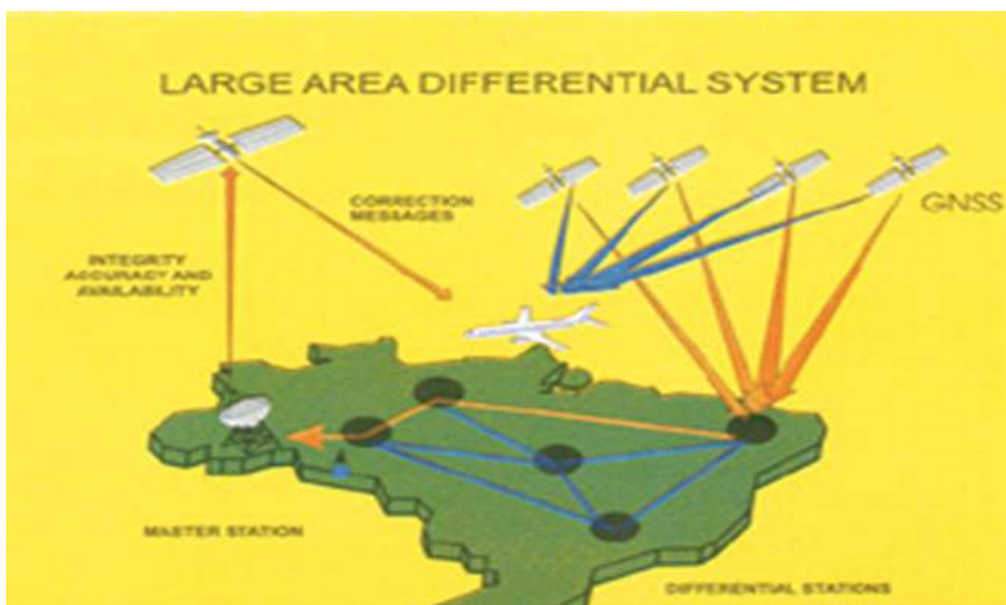 LARGE AREA DIFFERENTIAL SYSTEM
CORRECTION
MESSAGES
GNSS
INTEGRITY
ACCURACY AND
AVAILABILITY
MASTER STATION
DIFFERENTIAL STATIONS